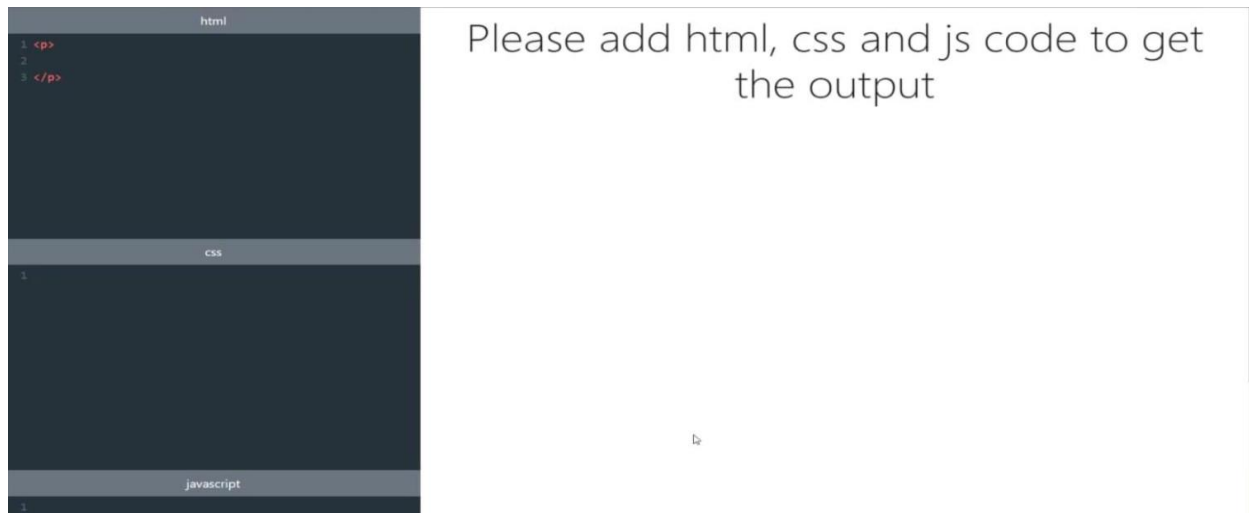 html
1 <p>
2
3 </p>
css
1
javascript
1
Please add html, css and js code to get
the output